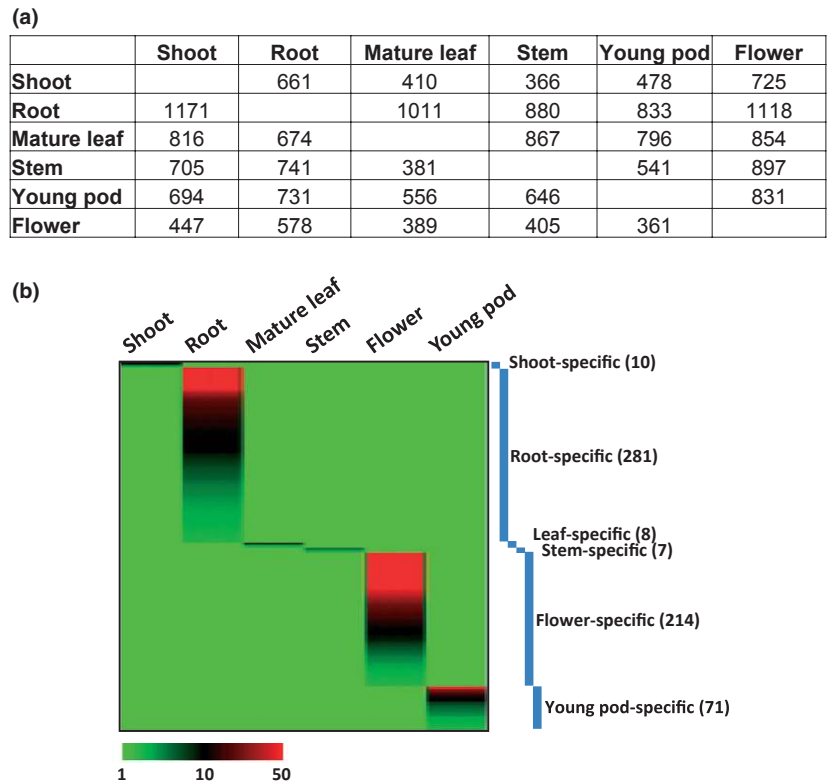 (a)
Shoot Root Mature leaf Stem Young pod Flower
Shoot 661 410 366 478 725
Root 1171 1011 880 833 1118
Mature leaf 816 674 867 796 854
Stem 705 741 381 541 897
Young pod 694 731 556 646 831
Flower 447 578 389 405 361
(b)
Shoot Root Mature leaf Stem Flower Young pod
Shoot-specific (10)
Root-specific (281)
Leaf-specific (8)
Stem-specific (7)
Flower-specific (214)
Young pod-specific (71)
1 10 50